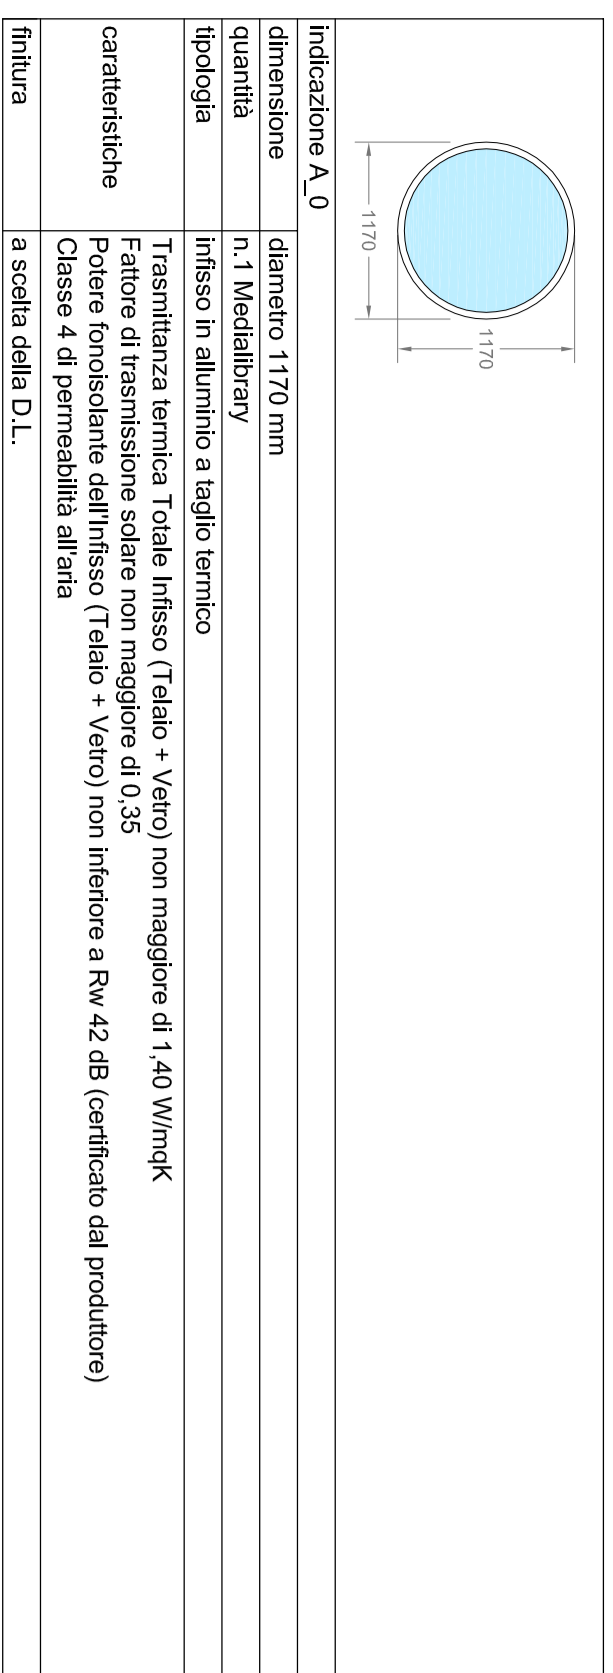 1170
1170
indicazione A_0
dimensione diametro 1170 mm
quantità n.1 Medialibrary
tipologia infisso in alluminio a taglio termico
caratteristiche
Trasmittanza termica Totale Infisso (Telaio + Vetro) non maggiore di 1,40 W/mqK
Fattore di trasmissione solare non maggiore di 0,35
Potere fonoisolante dell'Infisso (Telaio + Vetro) non inferiore a Rw 42 dB (certificato dal produttore)
Classe 4 di permeabilità all'aria
finitura a scelta della D.L.